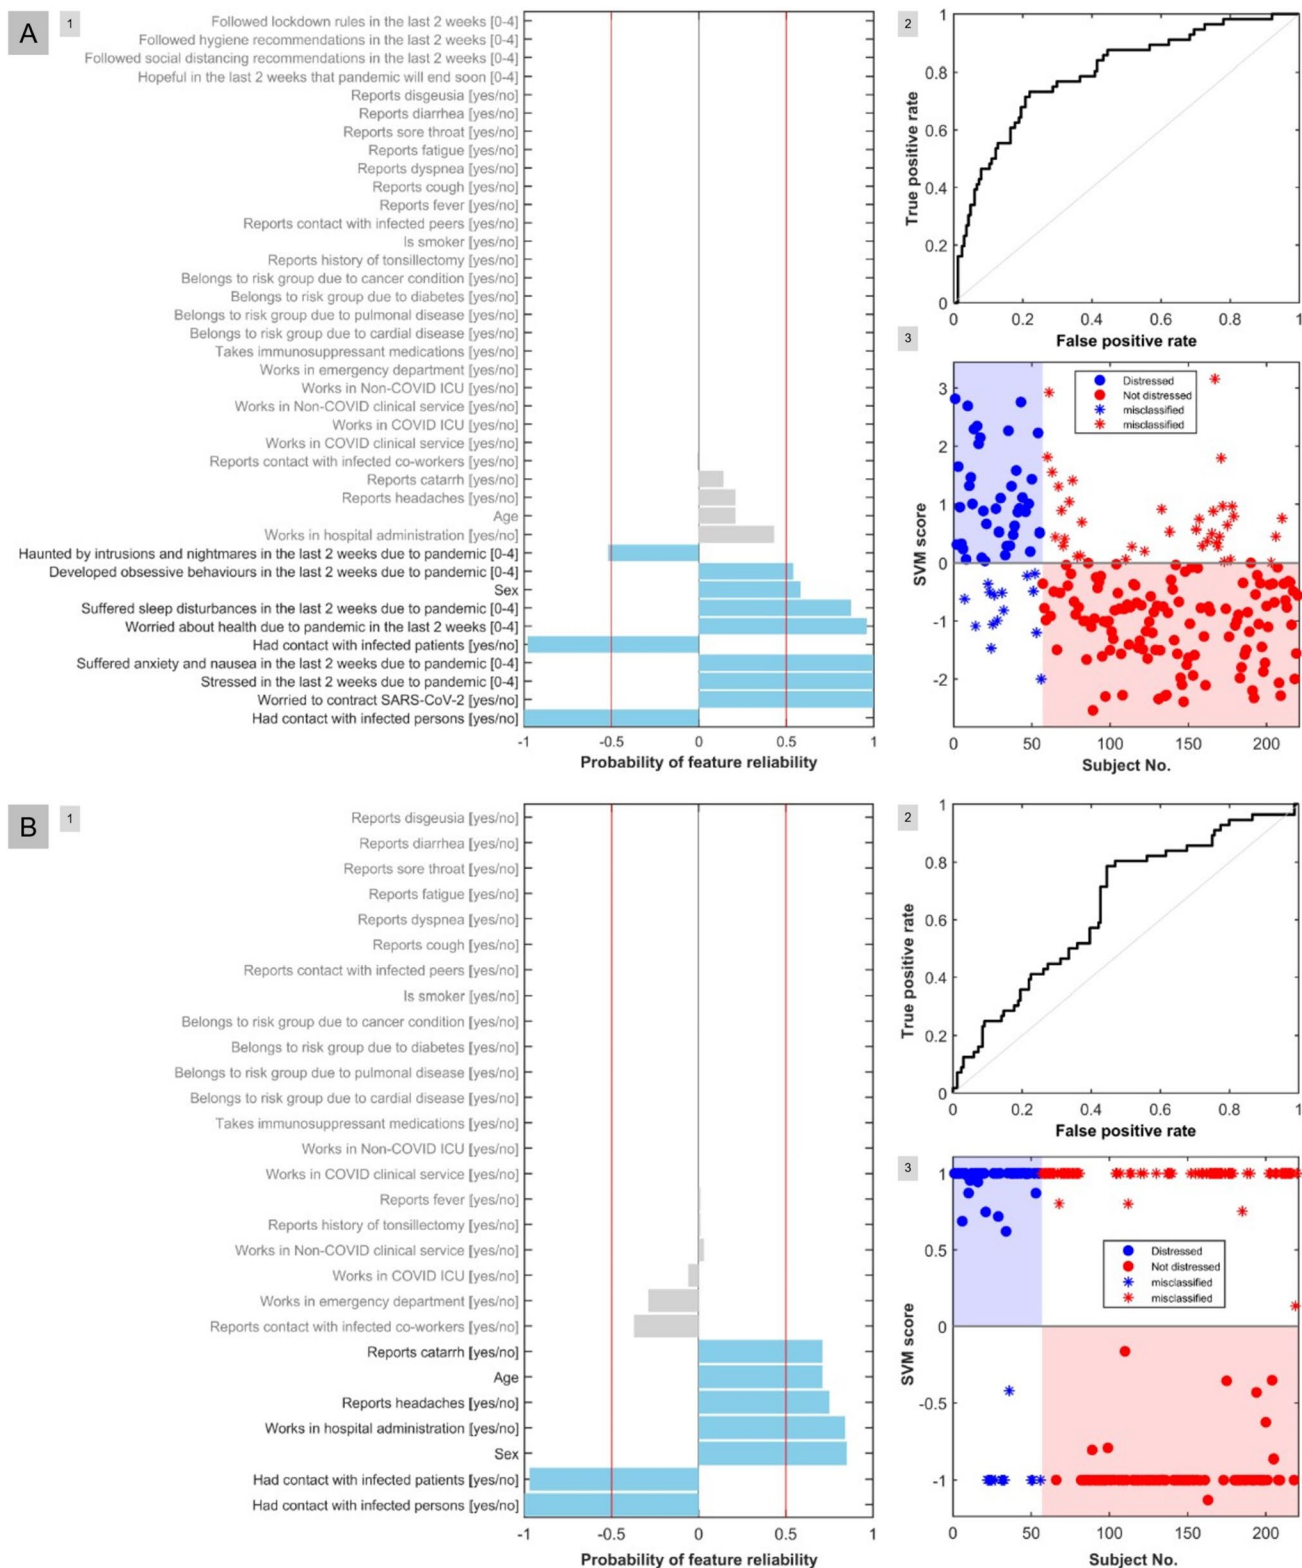 A
1
Followed lockdown rules in the last 2 weeks [0-4]
Followed hygiene recommendations in the last 2 weeks [0-4]
Followed social distancing recommendations in the last 2 weeks [0-4]
Hopeful in the last 2 weeks that pandemic will end soon [0-4]
Reports disgeusia [yes/no]
Reports diarrhea [yes/no]
Reports sore throat [yes/no]
Reports fatigue [yes/no]
Reports dyspnea [yes/no]
Reports cough [yes/no]
Reports fever [yes/no]
Reports contact with infected peers [yes/no]
Is smoker [yes/no]
Reports history of tonsillectomy [yes/no]
Belongs to risk group due to cancer condition [yes/no]
Belongs to risk group due to diabetes [yes/no]
Belongs to risk group due to pulmonal disease [yes/no]
Belongs to risk group due to cardial disease [yes/no]
Takes immunosuppressant medications [yes/no]
Works in emergency department [yes/no]
Works in Non-COVID ICU [yes/no]
Works in Non-COVID clinical service [yes/no]
Works in COVID ICU [yes/no]
Works in COVID clinical service [yes/no]
Reports contact with infected co-workers [yes/no]
Reports catarrh [yes/no]
Reports headaches [yes/no]
Age
Works in hospital administration [yes/no]
Haunted by intrusions and nightmares in the last 2 weeks due to pandemic [0-4]
Developed obsessive behaviours in the last 2 weeks due to pandemic [0-4]
Sex
Suffered sleep disturbances in the last 2 weeks due to pandemic [0-4]
Worried about health due to pandemic in the last 2 weeks [0-4]
Had contact with infected patients [yes/no]
Suffered anxiety and nausea in the last 2 weeks due to pandemic [0-4]
Stressed in the last 2 weeks due to pandemic [0-4]
Worried to contract SARS-CoV-2 [yes/no]
Had contact with infected persons [yes/no]
-1 -0.5 0 0.5 1
Probability of feature reliability
2
True positive rate
1
0.8
0.6
0.4
0.2
0
0 0.2 0.4 0.6 0.8 1
False positive rate
3
SVM score
3
2
1
0
-1
-2
Distressed
Not distressed
misclassified
misclassified
0 50 100 150 200
Subject No.
B
1
Reports disgeusia [yes/no]
Reports diarrhea [yes/no]
Reports sore throat [yes/no]
Reports fatigue [yes/no]
Reports dyspnea [yes/no]
Reports cough [yes/no]
Reports contact with infected peers [yes/no]
Is smoker [yes/no]
Belongs to risk group due to cancer condition [yes/no]
Belongs to risk group due to diabetes [yes/no]
Belongs to risk group due to pulmonal disease [yes/no]
Belongs to risk group due to cardial disease [yes/no]
Takes immunosuppressant medications [yes/no]
Works in Non-COVID ICU [yes/no]
Works in COVID clinical service [yes/no]
Reports fever [yes/no]
Reports history of tonsillectomy [yes/no]
Works in Non-COVID clinical service [yes/no]
Works in COVID ICU [yes/no]
Works in emergency department [yes/no]
Reports contact with infected co-workers [yes/no]
Reports catarrh [yes/no]
Age
Reports headaches [yes/no]
Works in hospital administration [yes/no]
Sex
Had contact with infected patients [yes/no]
Had contact with infected persons [yes/no]
-1 -0.5 0 0.5 1
Probability of feature reliability
2
True positive rate
1
0.8
0.6
0.4
0.2
0
0 0.2 0.4 0.6 0.8 1
False positive rate
3
SVM score
1
0.5
0
-0.5
-1
Distressed
Not distressed
misclassified
misclassified
0 50 100 150 200
Subject No.